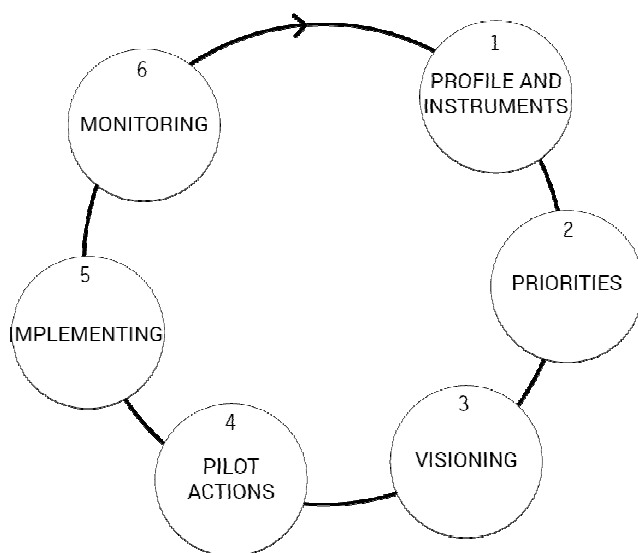 1
PROFILE AND
INSTRUMENTS
2
PRIORITIES
3
VISIONING
4
PILOT
ACTIONS
5
IMPLEMENTING
6
MONITORING